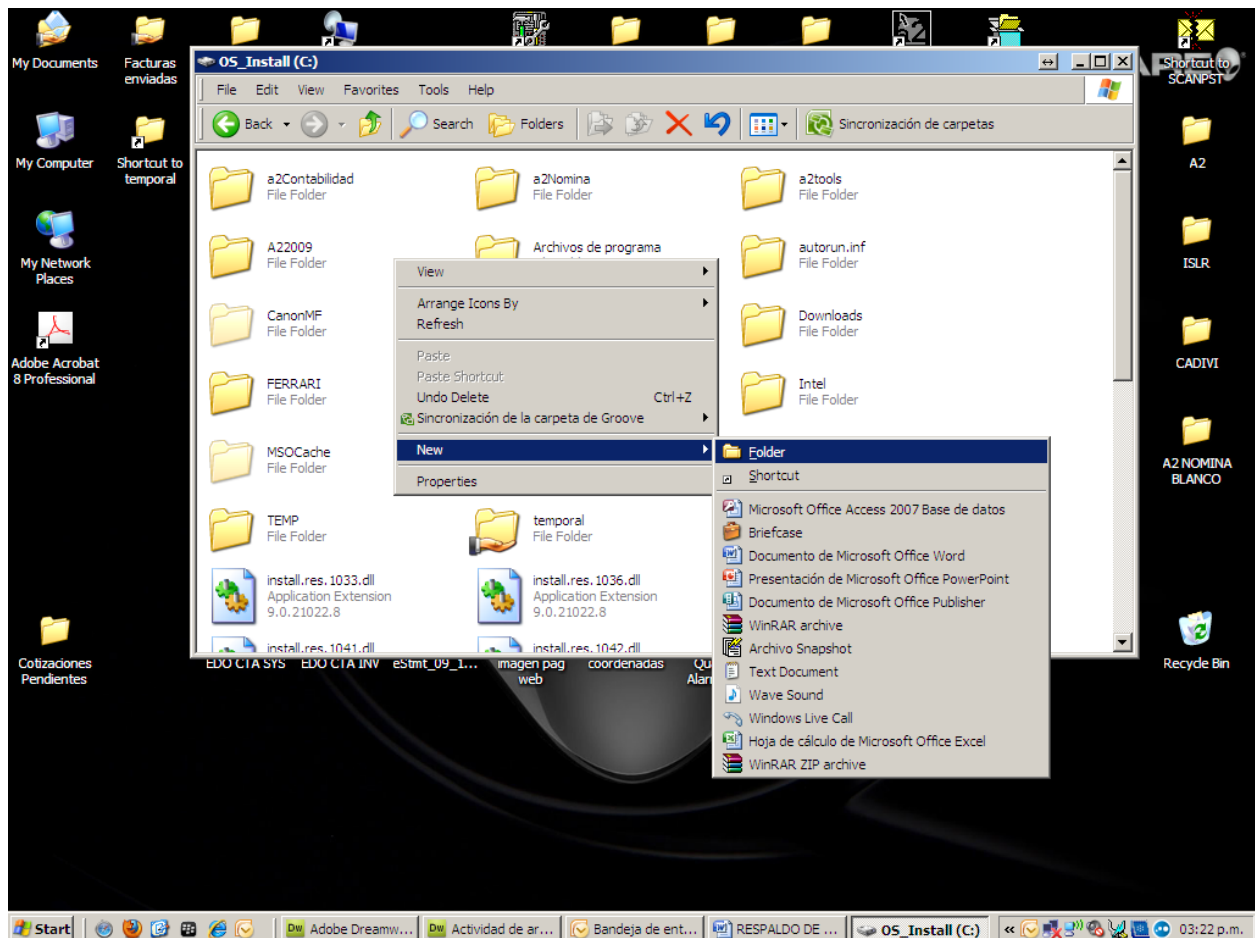 My Documents
Facturas
enviadas
My Computer
Shortcut to
temporal
My Network
Places
Adobe Acrobat
8 Professional
Cotizaciones
Pendientes
OS_Install (C:)
File Edit View Favorites Tools Help
Back Search Folders Sincronización de carpetas
a2Contabilidad
File Folder
a2Nomina
File Folder
a2tools
File Folder
A22009
File Folder
Archivos de programa
autorun.inf
File Folder
CanonMF
File Folder
Downloads
File Folder
FERRARI
File Folder
Intel
File Folder
MSOCache
File Folder
TEMP
File Folder
temporal
File Folder
install.res.1033.dll
Application Extension
9.0.21022.8
install.res.1036.dll
Application Extension
9.0.21022.8
install.res.1041.dll
install.res.1042.dll
View
Arrange Icons By
Refresh
Paste
Paste Shortcut
Undo Delete Ctrl+Z
Sincronización de la carpeta de Groove
New
Properties
Folder
Shortcut
Microsoft Office Access 2007 Base de datos
Briefcase
Documento de Microsoft Office Word
Presentación de Microsoft Office PowerPoint
Documento de Microsoft Office Publisher
WinRAR archive
Archivo Snapshot
Text Document
Wave Sound
Windows Live Call
Hoja de cálculo de Microsoft Office Excel
WinRAR ZIP archive
Shortcut to
SCANPST
A2
ISLR
CADIVI
A2 NOMINA
BLANCO
Recycle Bin
EDO CTA SYS EDO CTA INV eStmt_09_1... imagen pag
web
coordenadas
Start Adobe Dreamw... Actividad de ar... Bandeja de ent... RESPALDO DE ... OS_Install (C:) 03:22 p.m.